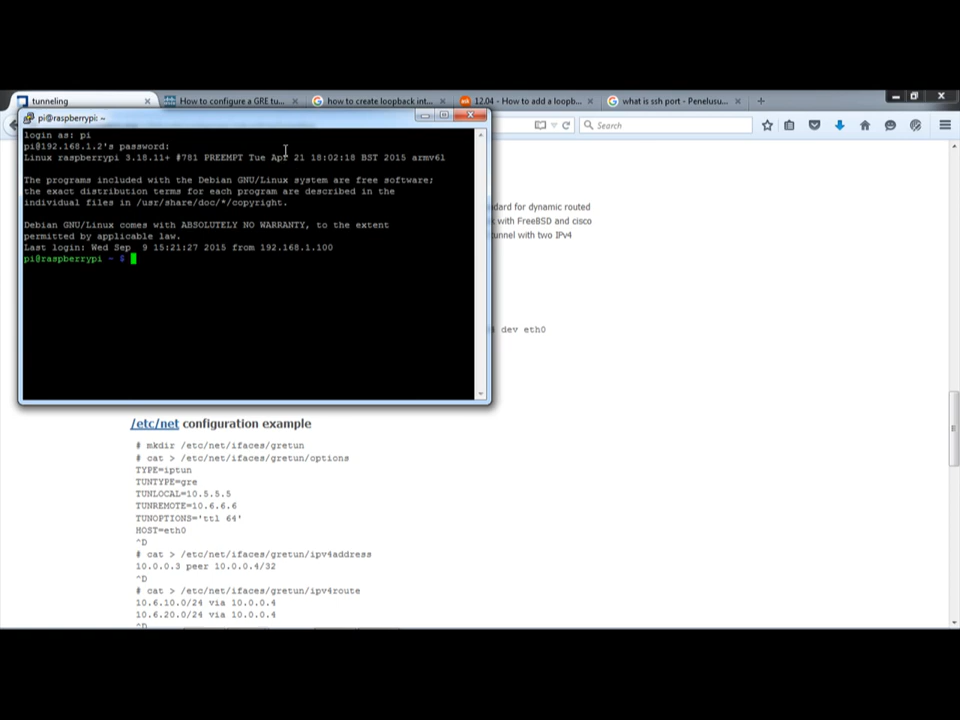 tunneling
How to configure a GRE tu...
how to create loopback int...
12.04 - How to add a loopb...
what is ssh port - Penelusu...
pi@raspberrypi: ~
Search
login as: pi
pi@192.168.1.2's password:
Linux raspberrypi 3.18.11+ #781 PREEMPT Tue Apr 21 18:02:18 BST 2015 armv6l
The programs included with the Debian GNU/Linux system are free software;
the exact distribution terms for each program are described in the
individual files in /usr/share/doc/*/copyright.
Debian GNU/Linux comes with ABSOLUTELY NO WARRANTY, to the extent
permitted by applicable law.
Last login: Wed Sep  9 15:21:27 2015 from 192.168.1.100
pi@raspberrypi ~ $
dard for dynamic routed
with FreeBSD and cisco
tunnel with two IPv4
dev eth0
/etc/net configuration example
# mkdir /etc/net/ifaces/gretun
# cat > /etc/net/ifaces/gretun/options
TYPE=iptun
TUNTYPE=gre
TUNLOCAL=10.5.5.5
TUNREMOTE=10.6.6.6
TUNOPTIONS='ttl 64'
HOST=eth0
^D
# cat > /etc/net/ifaces/gretun/ipv4address
10.0.0.3 peer 10.0.0.4/32
^D
# cat > /etc/net/ifaces/gretun/ipv4route
10.6.10.0/24 via 10.0.0.4
10.6.20.0/24 via 10.0.0.4
^D